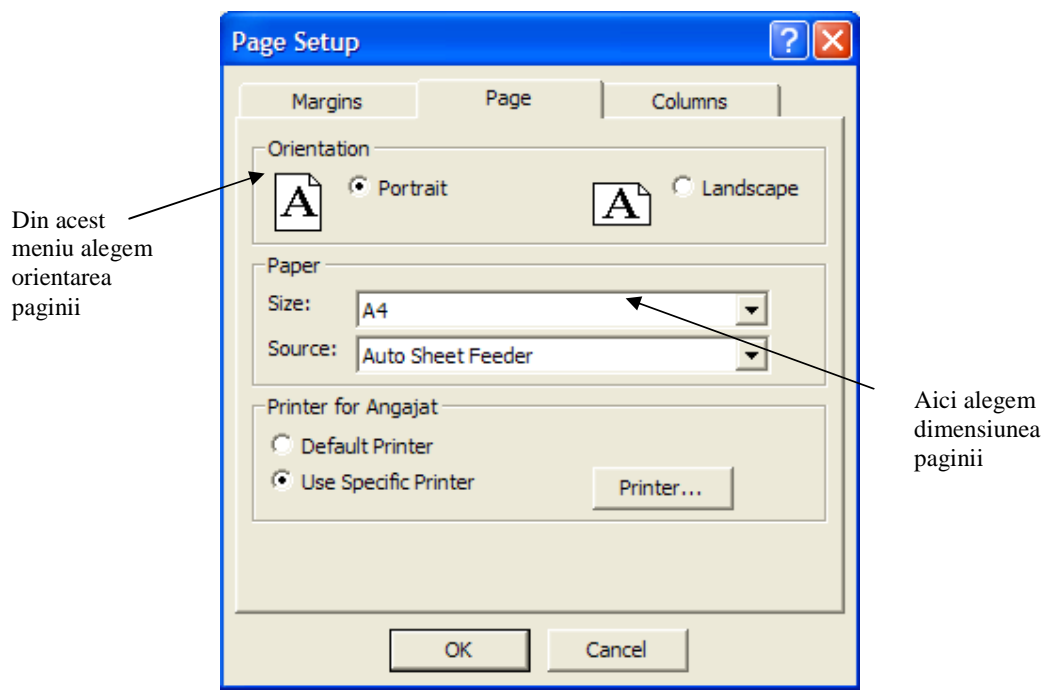 Page Setup
Margins Page Columns
Orientation
A Portrait A Landscape
Din acest
meniu alegem
orientarea
paginii
Paper
Size: A4
Source: Auto Sheet Feeder
Aici alegem
dimensiunea
paginii
Printer for Angajat
Default Printer
Use Specific Printer Printer...
OK Cancel